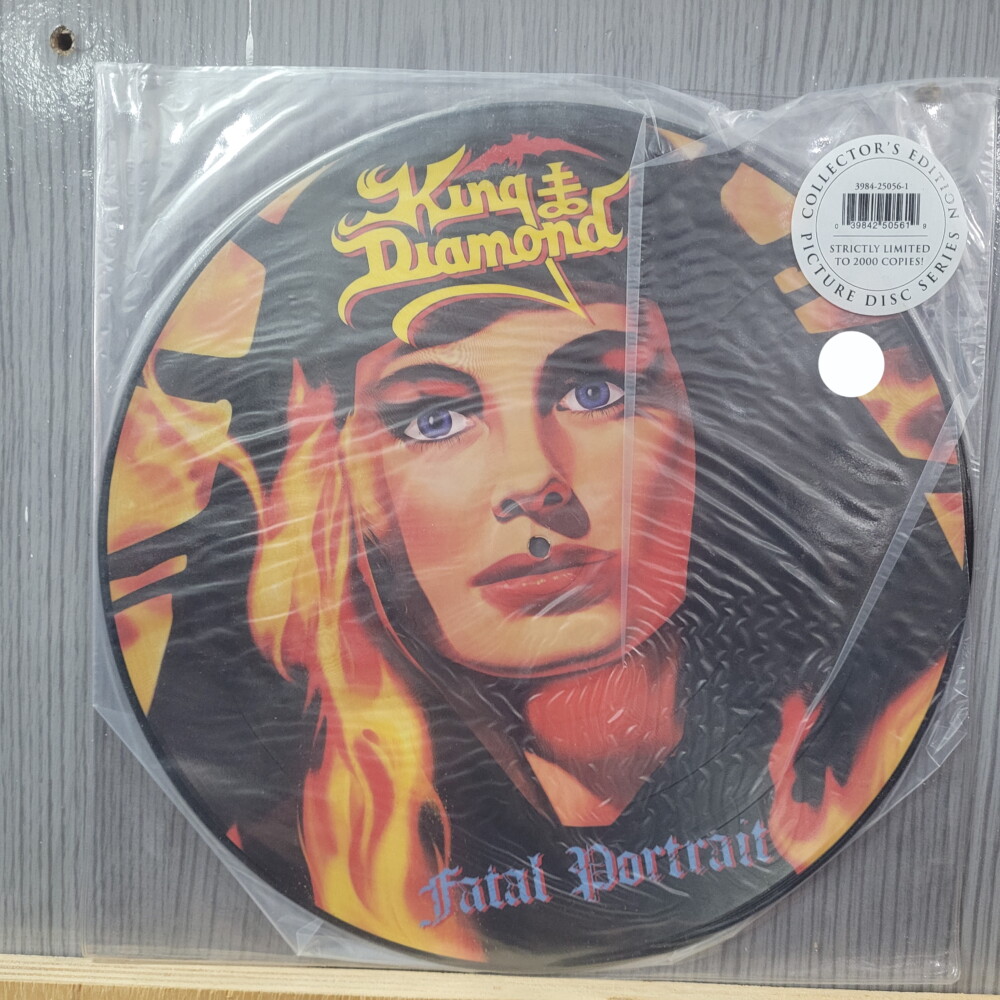 King
Diamond
COLLECTOR'S EDITION
3984-25056-1
0 39842 50561 9
STRICTLY LIMITED
TO 2000 COPIES!
PICTURE DISC SERIES
Fatal Portrait